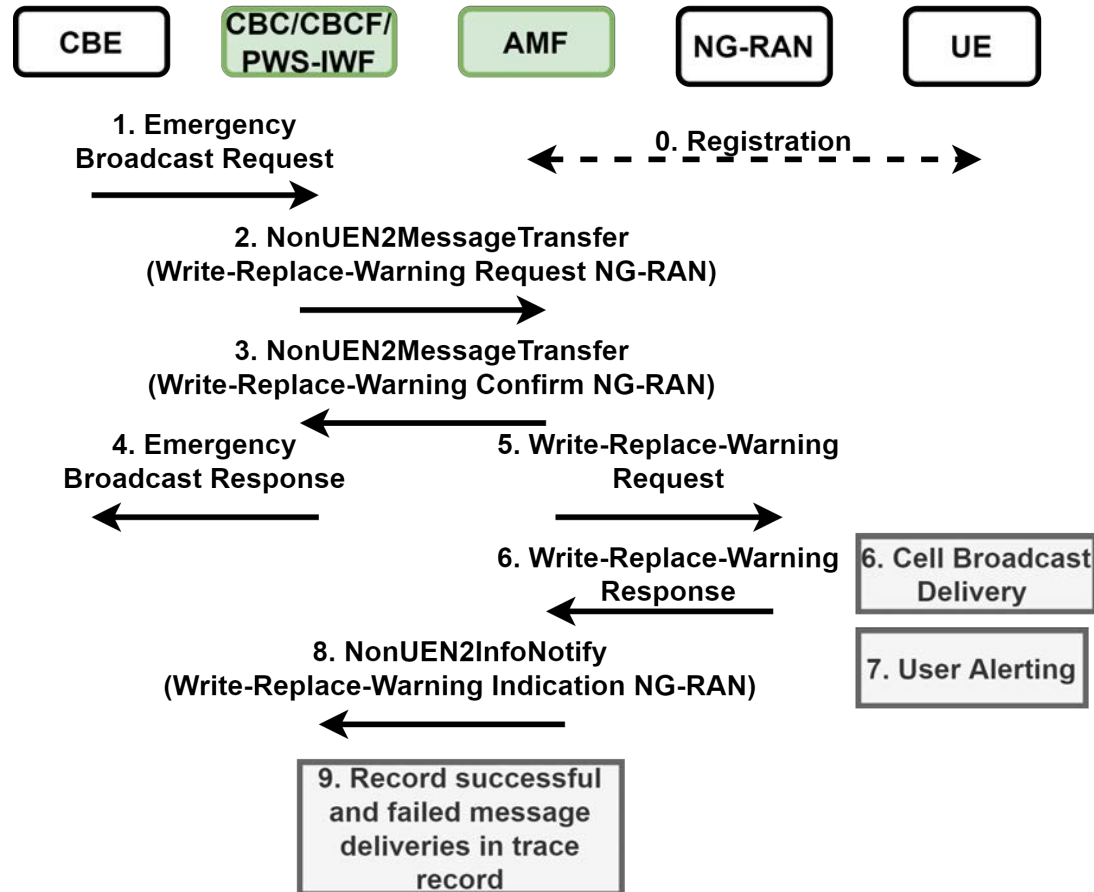 CBE
CBC/CBCF/
PWS-IWF
AMF
NG-RAN
UE
1. Emergency
Broadcast Request
0. Registration
2. NonUEN2MessageTransfer
(Write-Replace-Warning Request NG-RAN)
3. NonUEN2MessageTransfer
(Write-Replace-Warning Confirm NG-RAN)
4. Emergency
Broadcast Response
5. Write-Replace-Warning
Request
6. Write-Replace-Warning
Response
6. Cell Broadcast
Delivery
7. User Alerting
8. NonUEN2InfoNotify
(Write-Replace-Warning Indication NG-RAN)
9. Record successful
and failed message
deliveries in trace
record